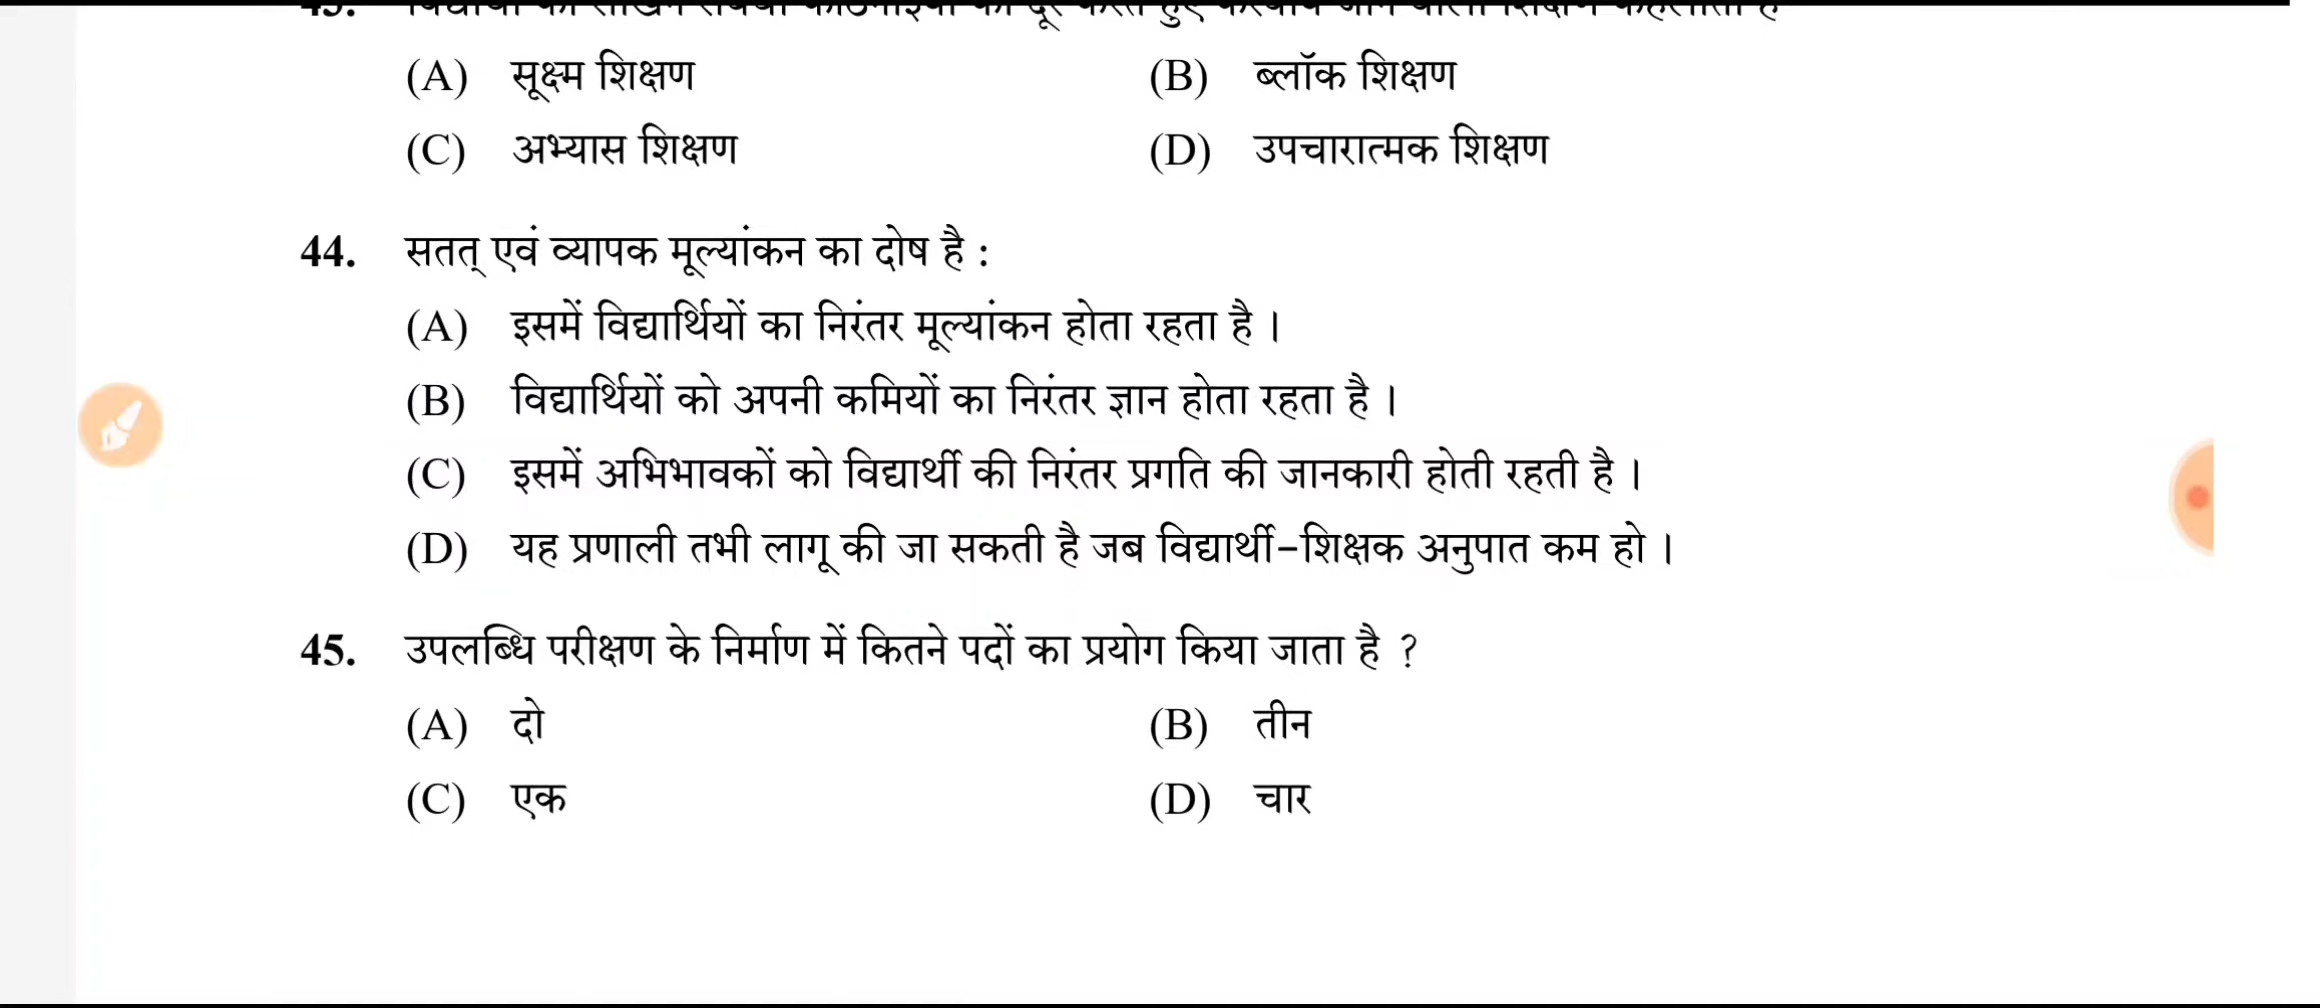 (A) सूक्ष्म शिक्षण (B) ब्लॉक शिक्षण
(C) अभ्यास शिक्षण (D) उपचारात्मक शिक्षण
44. सतत् एवं व्यापक मूल्यांकन का दोष है :
(A) इसमें विद्यार्थियों का निरंतर मूल्यांकन होता रहता है ।
(B) विद्यार्थियों को अपनी कमियों का निरंतर ज्ञान होता रहता है ।
(C) इसमें अभिभावकों को विद्यार्थी की निरंतर प्रगति की जानकारी होती रहती है ।
(D) यह प्रणाली तभी लागू की जा सकती है जब विद्यार्थी-शिक्षक अनुपात कम हो ।
45. उपलब्धि परीक्षण के निर्माण में कितने पदों का प्रयोग किया जाता है ?
(A) दो (B) तीन
(C) एक (D) चार